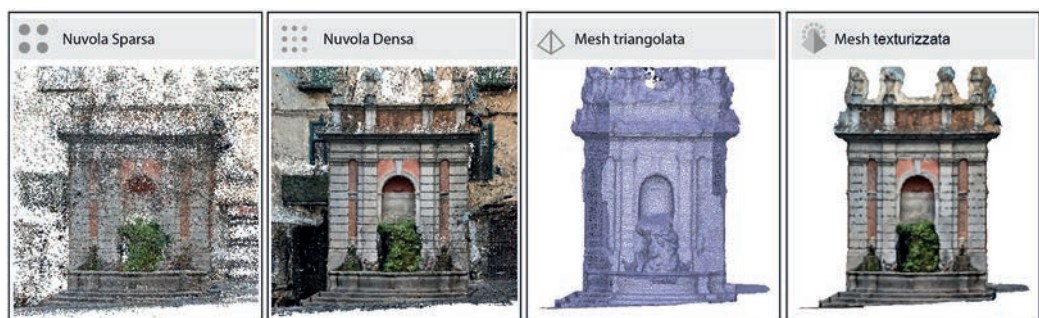 Nuvola Sparsa
Nuvola Densa
Mesh triangolata
Mesh texturizzata